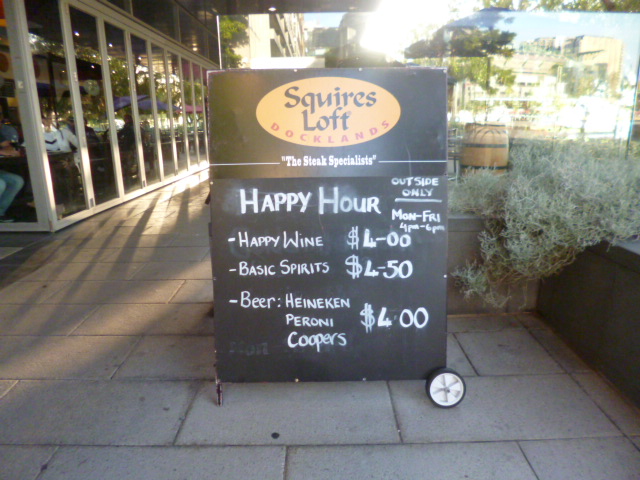 Squires
Loft
DOCKLANDS
"The Steak Specialists"
HAPPY HOUR
OUTSIDE
ONLY
MON-FRI
4pm-6pm
- HAPPY WINE $4-00
- BASIC SPIRITS $4-50
- Beer: HEINEKEN
PERONI $4 00
Coopers